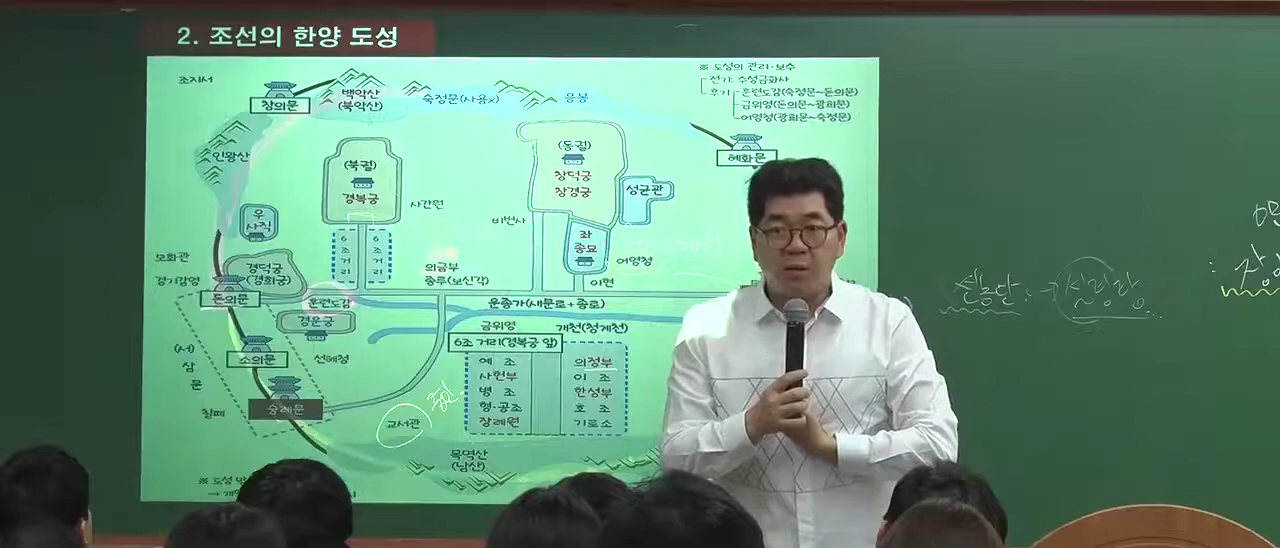 2. 조선의 한양 도성
조지서
창의문
백악산
(북악산)
숙정문(사용x)
응봉
※ 도성의 관리·보수
전기: 수성금화사
후기: 훈련도감(숙정문~돈의문)
금위영(돈의문~광희문)
어영청(광희문~숙정문)
혜화문
인왕산
(북궐)
경복궁
(동궐)
창덕궁
창경궁
성균관
우
사직
사간원
비변사
좌
종묘
6조거리
6조거리
보화관
경기감영
경덕궁
(경희궁)
의금부
종루(보신각)
어영청
이현
돈의문
훈련도감
운종가(새문로+종로)
경운궁
금위영
개천(청계천)
(서)
삼
문
소의문
선혜청
6조 거리(경복궁 앞)
예 조
사헌부
병 조
형·공조
장례원
의정부
이 조
한성부
호 조
기로소
숭례문
칠패
교서관
목멱산
(남산)
※ 도성